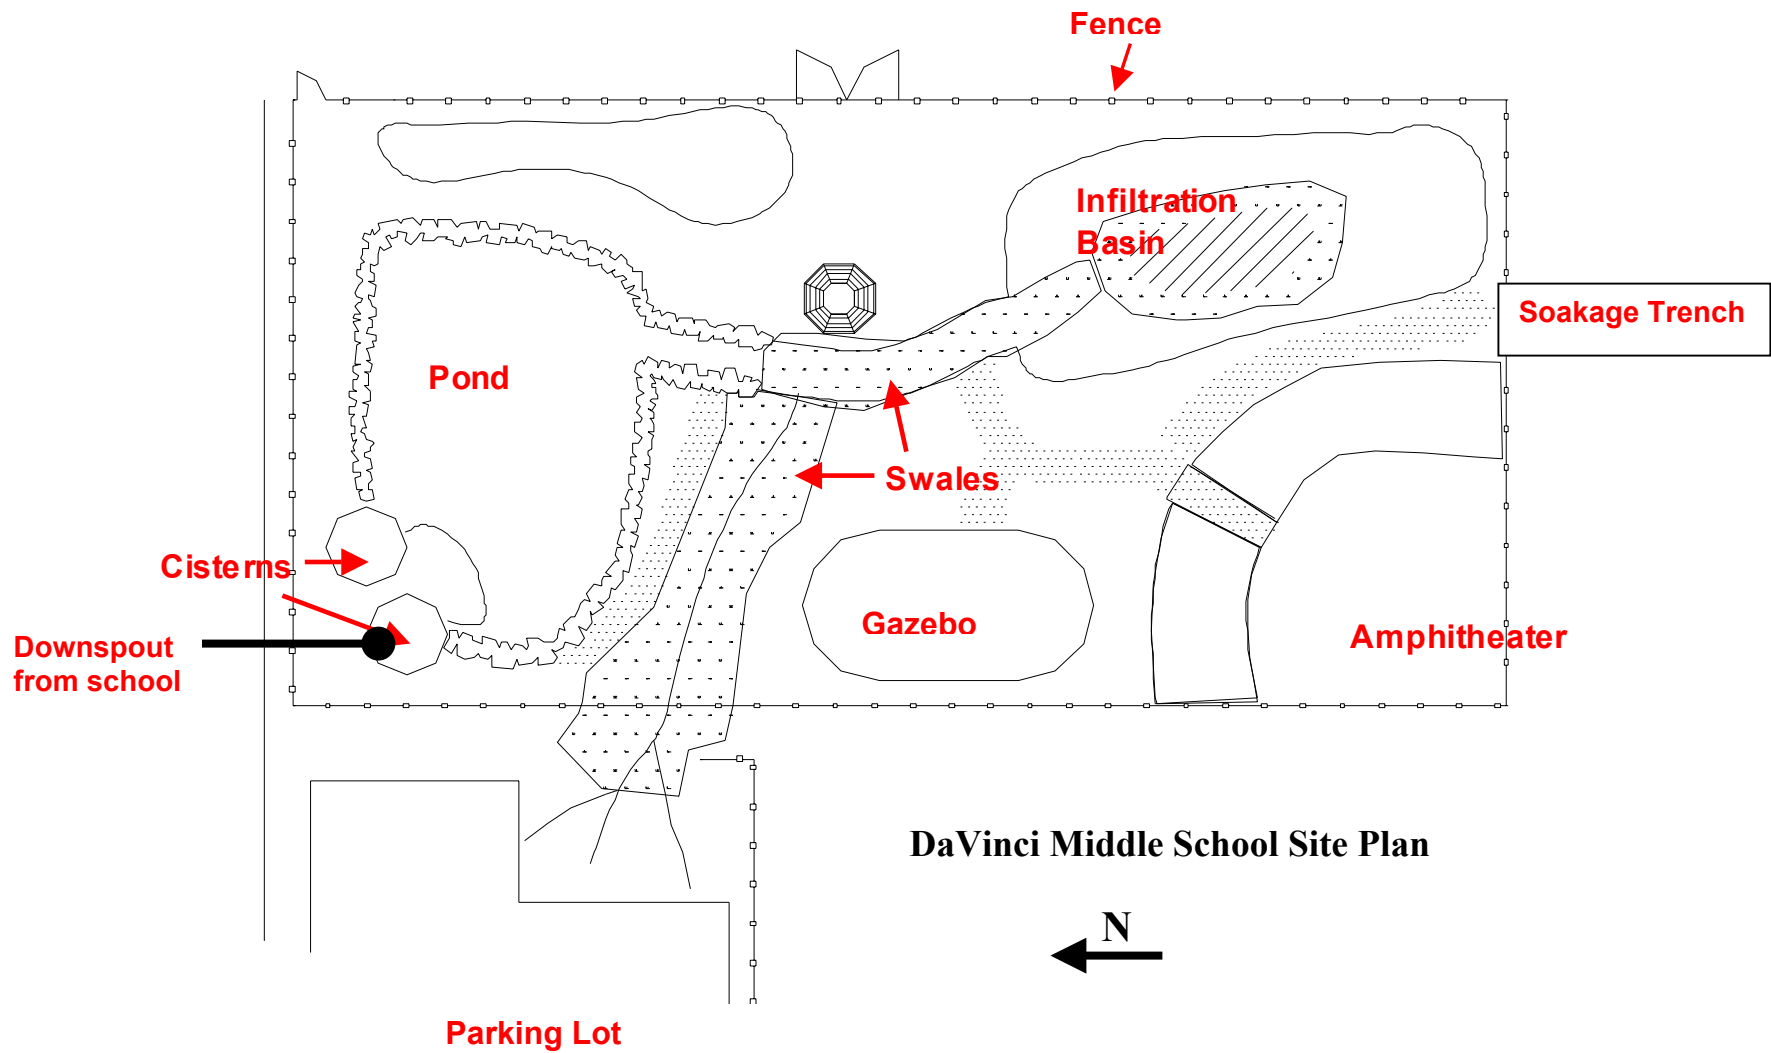 Fence
Infiltration
Basin
Soakage Trench
Pond
Swales
Cisterns
Gazebo
Amphitheater
Downspout
from school
DaVinci Middle School Site Plan
N
Parking Lot